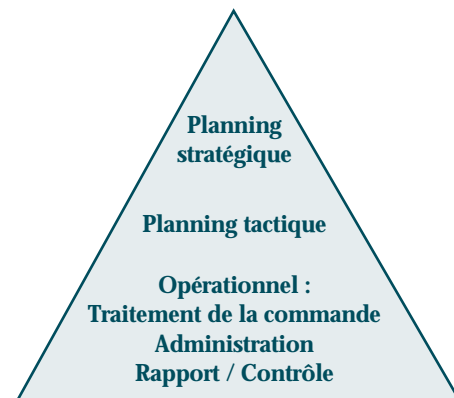 Planning
stratégique
Planning tactique
Opérationnel :
Traitement de la commande
Administration
Rapport / Contrôle